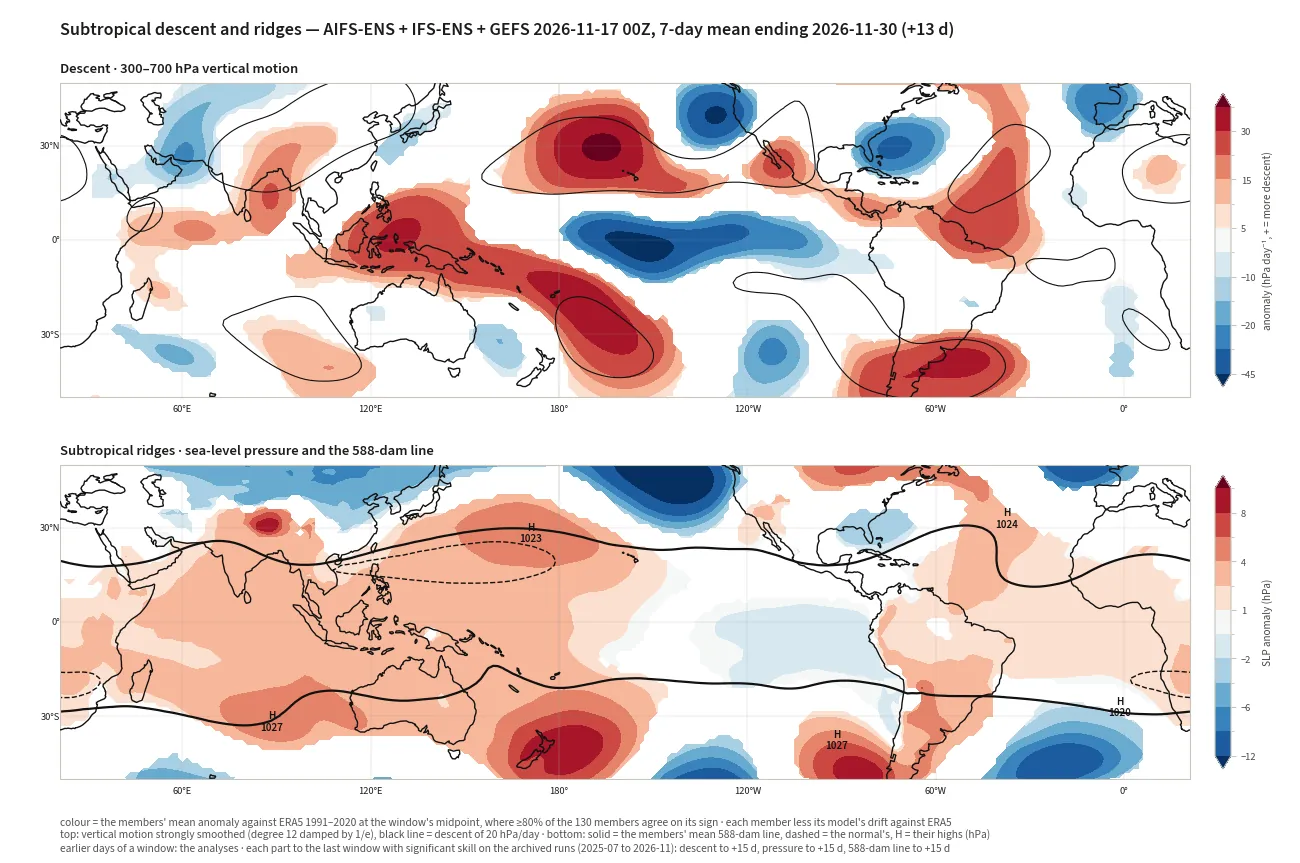 Subtropical descent and ridges — AIFS-ENS + IFS-ENS + GEFS 2026-11-17 00Z, 7-day mean ending 2026-11-30 (+13 d)
Descent · 300–700 hPa vertical motion
30°N
0°
30°S
60°E
120°E
180°
120°W
60°W
0°
30
15
5
−10
−20
−45
anomaly (hPa day⁻¹, + = more descent)
Subtropical ridges · sea-level pressure and the 588-dam line
30°N
0°
30°S
H
1023
H
1024
H
1027
H
1027
H
1020
60°E
120°E
180°
120°W
60°W
0°
8
4
1
−2
−6
−12
SLP anomaly (hPa)
colour = the members' mean anomaly against ERA5 1991–2020 at the window's midpoint, where ≥80% of the 130 members agree on its sign · each member less its model's drift against ERA5
top: vertical motion strongly smoothed (degree 12 damped by 1/e), black line = descent of 20 hPa/day · bottom: solid = the members' mean 588-dam line, dashed = the normal's, H = their highs (hPa)
earlier days of a window: the analyses · each part to the last window with significant skill on the archived runs (2025-07 to 2026-11): descent to +15 d, pressure to +15 d, 588-dam line to +15 d